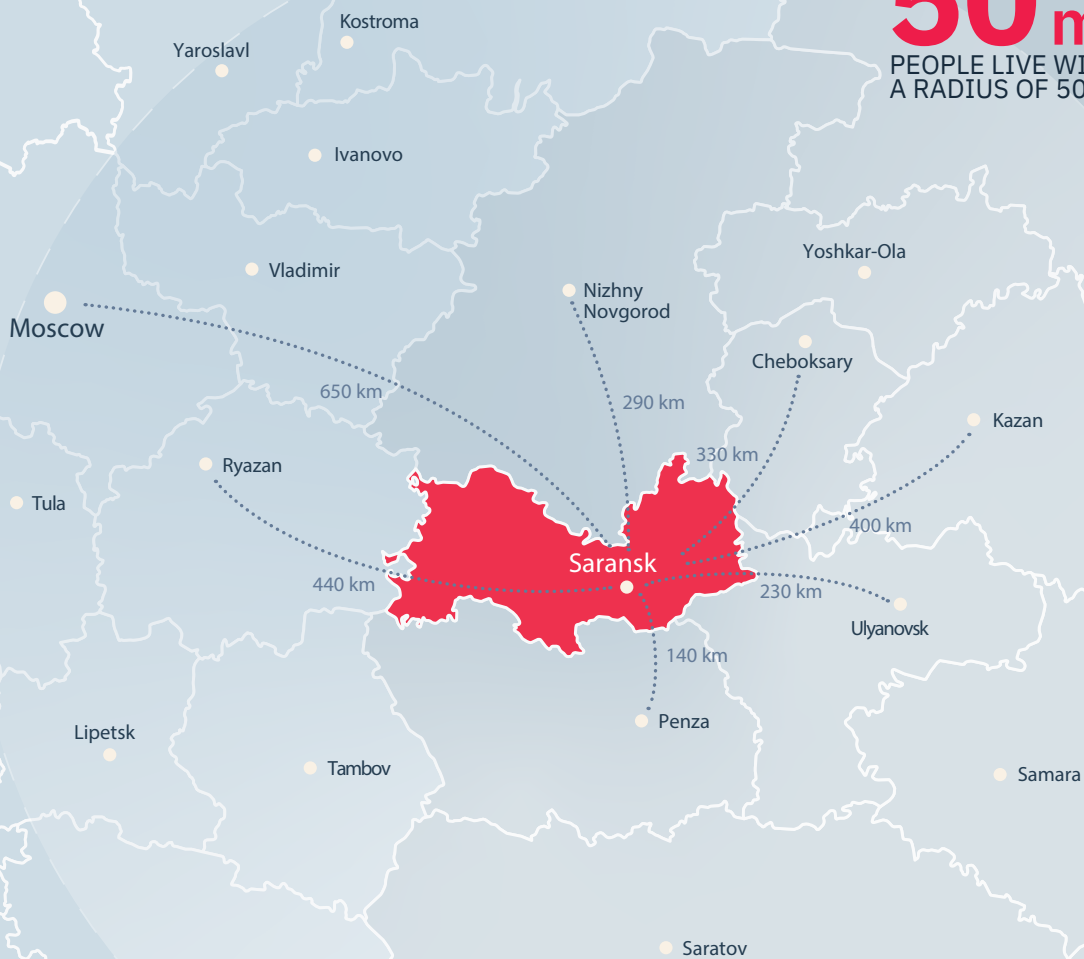 Kostroma
50 m
Yaroslavl
PEOPLE LIVE WI
A RADIUS OF 50
Ivanovo
Yoshkar-Ola
Vladimir
Nizhny
Novgorod
Moscow
Cheboksary
650 km
290 km
Kazan
330 km
Ryazan
Tula
400 km
Saransk
440 km
230 km
Ulyanovsk
140 km
Penza
Lipetsk
Tambov
Samara
Saratov